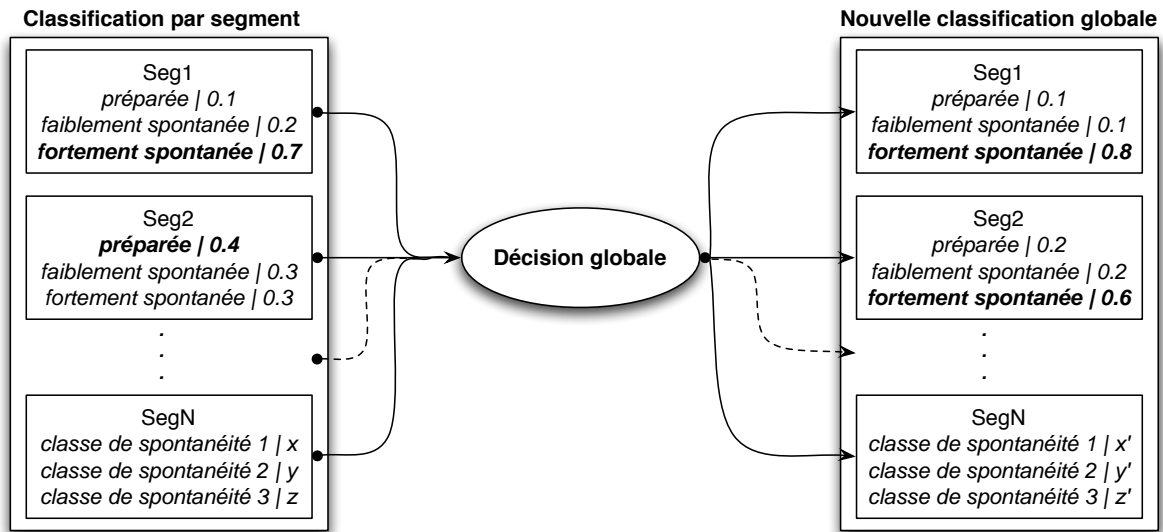 Classification par segment
Seg1
préparée | 0.1
faiblement spontanée | 0.2
fortement spontanée | 0.7
Seg2
préparée | 0.4
faiblement spontanée | 0.3
fortement spontanée | 0.3
.
.
.
SegN
classe de spontanéité 1 | x
classe de spontanéité 2 | y
classe de spontanéité 3 | z
Décision globale
Nouvelle classification globale
Seg1
préparée | 0.1
faiblement spontanée | 0.1
fortement spontanée | 0.8
Seg2
préparée | 0.2
faiblement spontanée | 0.2
fortement spontanée | 0.6
.
.
.
SegN
classe de spontanéité 1 | x'
classe de spontanéité 2 | y'
classe de spontanéité 3 | z'